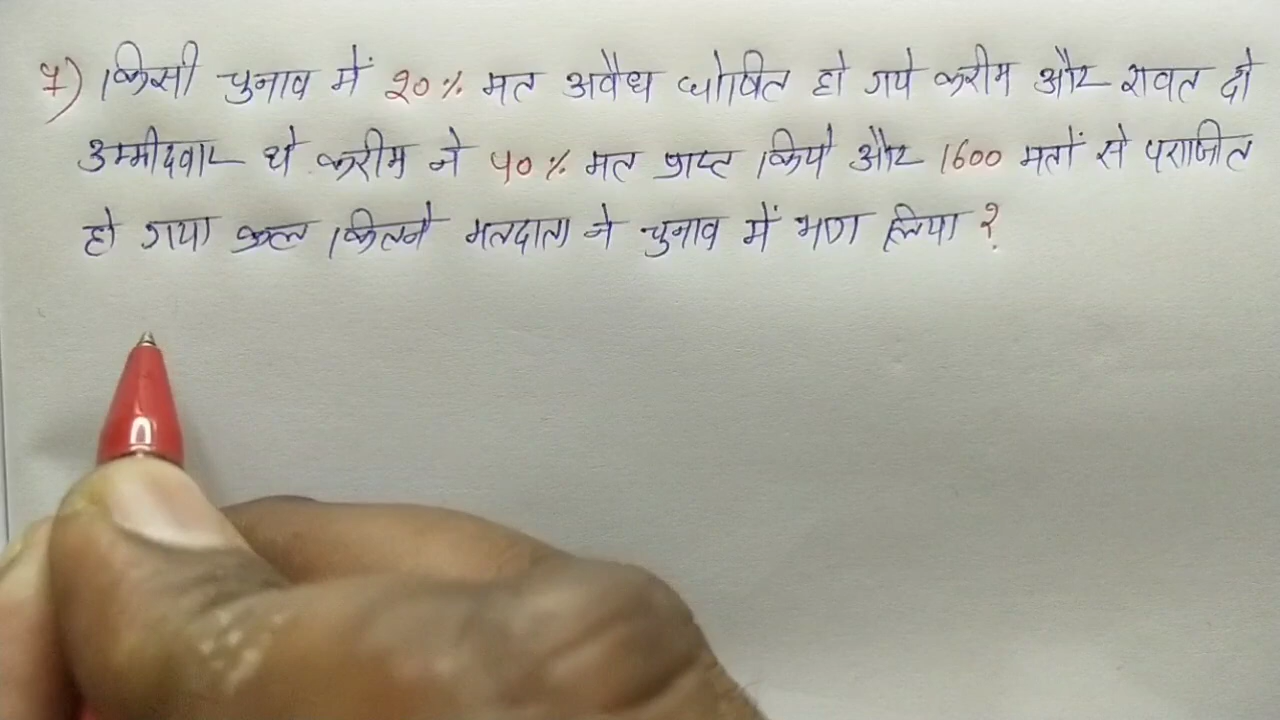 7) किसी चुनाव में 20% मत अवैध घोषित हो गये करीम और रावत दो
उम्मीदवार थे करीम ने 40% मत प्राप्त किये और 1600 मतों से पराजित
हो गया कुल कितने मतदाता ने चुनाव में भाग लिया ?